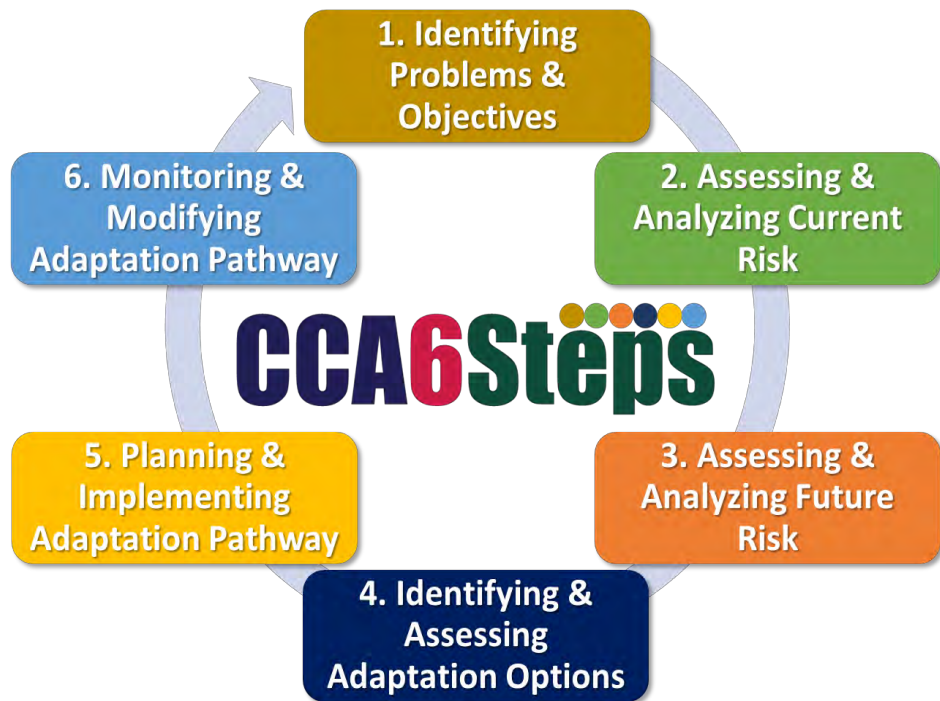 1. Identifying
Problems &
Objectives
2. Assessing &
Analyzing Current
Risk
3. Assessing &
Analyzing Future
Risk
4. Identifying &
Assessing
Adaptation Options
5. Planning &
Implementing
Adaptation Pathway
6. Monitoring &
Modifying
Adaptation Pathway
CCA6Steps